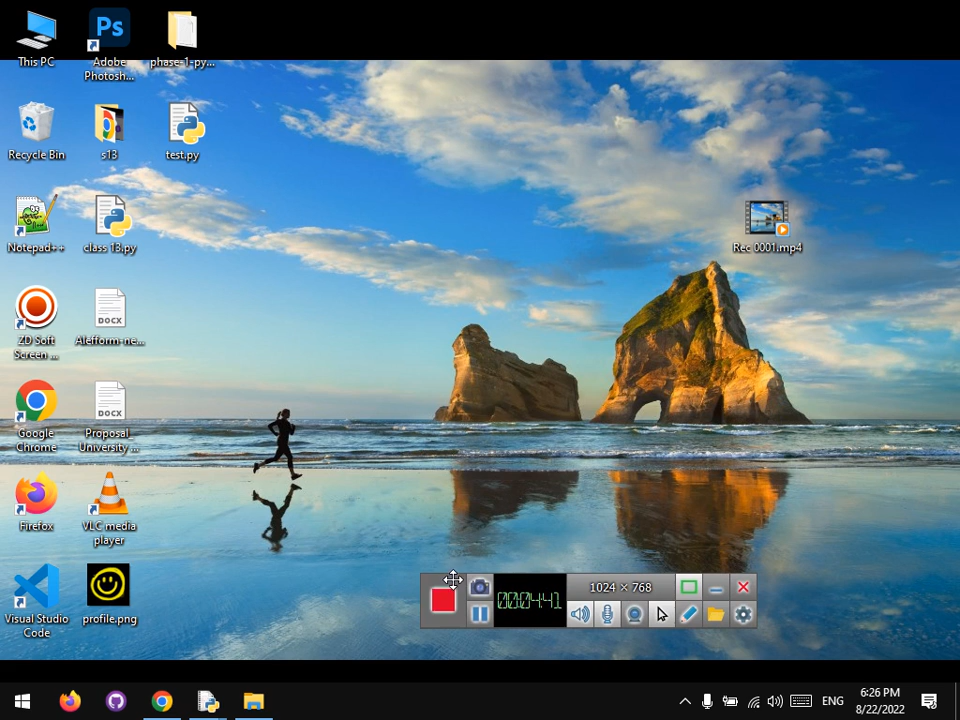 This PC
Adobe
Photosh...
Ps
phase-1-py...
Recycle Bin
s13
test.py
Notepad++
class 13.py
Rec 0001.mp4
ZD Soft
Screen ...
DOCX
Alefform-ne...
Google
Chrome
DOCX
Proposal_
University_...
Firefox
VLC media
player
Visual Studio
Code
profile.png
00:04:41
1024 × 768
ENG
6:26 PM
8/22/2022